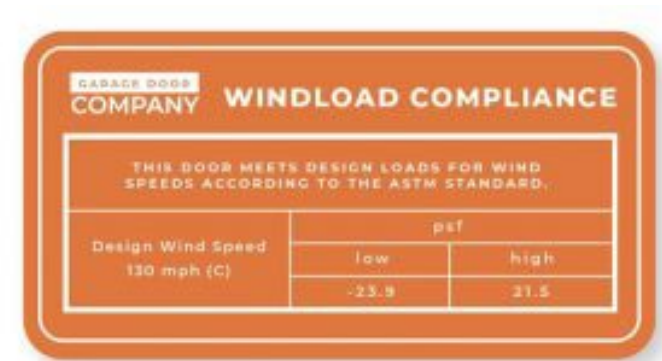 GARAGE DOOR
COMPANY
WINDLOAD COMPLIANCE
THIS DOOR MEETS DESIGN LOADS FOR WIND
SPEEDS ACCORDING TO THE ASTM STANDARD.
Design Wind Speed
130 mph (C)
psf
low
high
-23.9
21.5